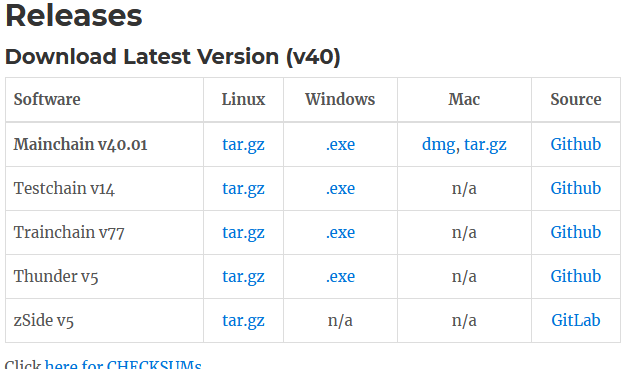 Releases
Download Latest Version (v40)
Software Linux Windows Mac Source
Mainchain v40.01 tar.gz .exe dmg, tar.gz Github
Testchain v14 tar.gz .exe n/a Github
Trainchain v77 tar.gz .exe n/a Github
Thunder v5 tar.gz .exe n/a Github
zSide v5 tar.gz n/a n/a GitLab
Click here for CHECKSUMs